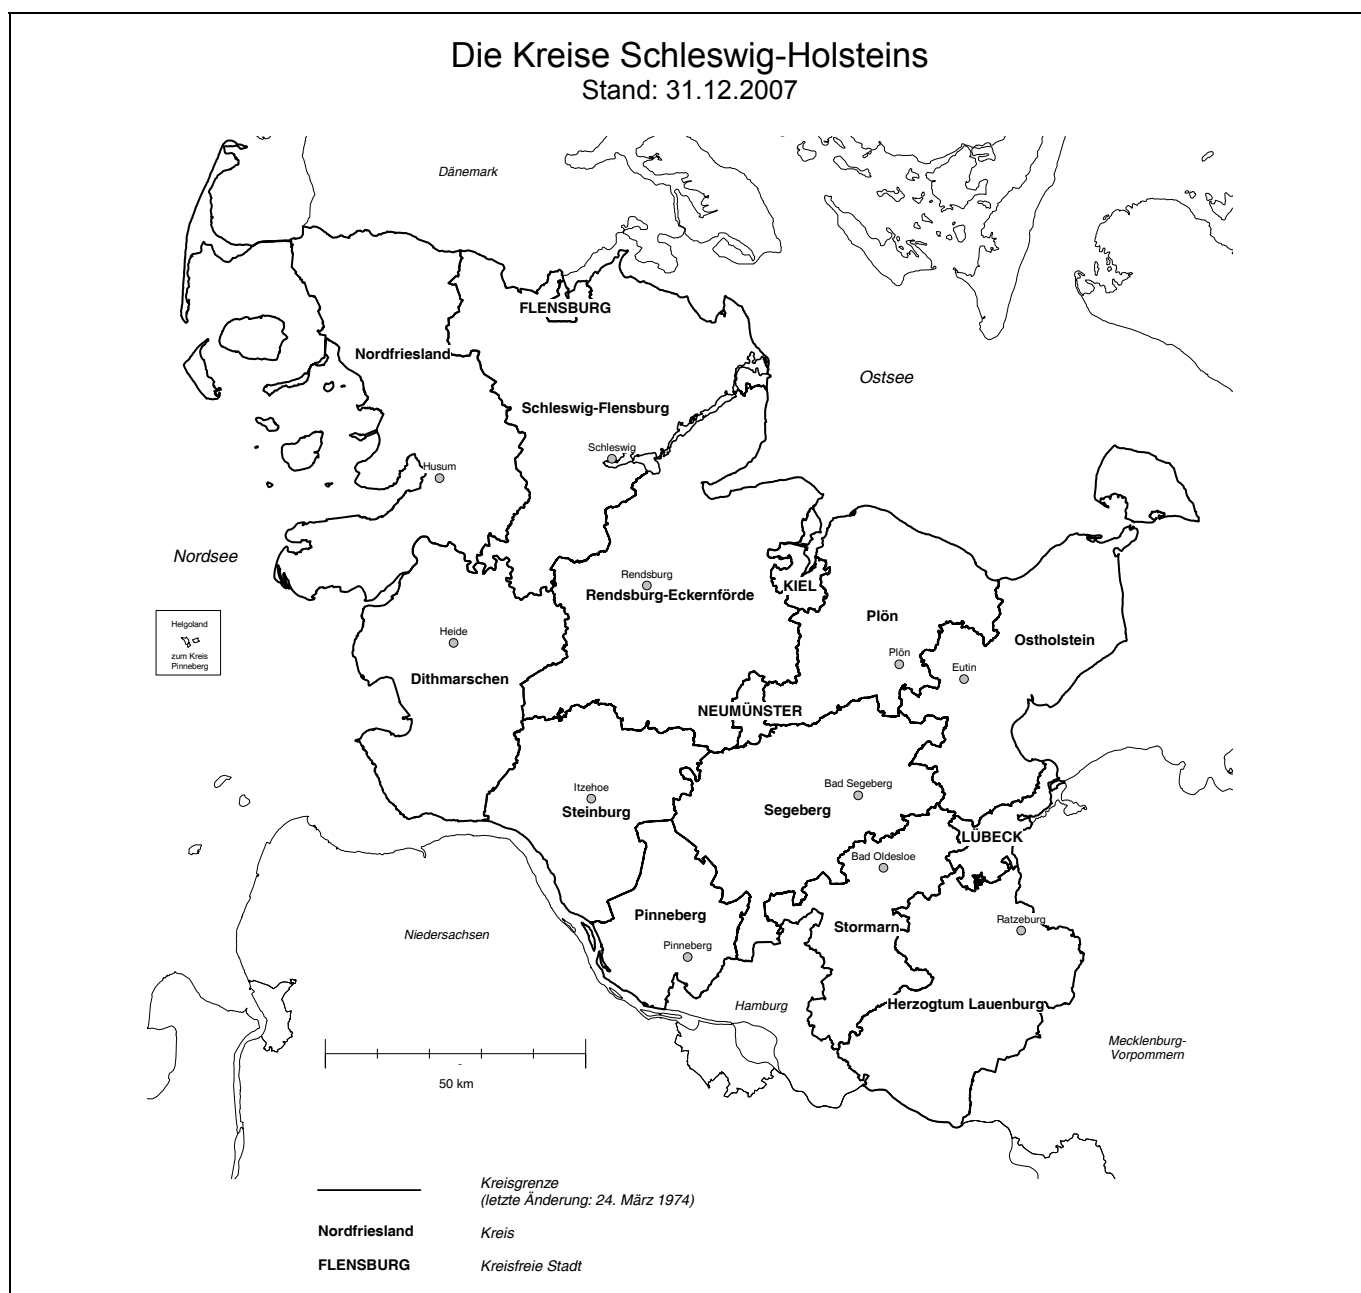 Die Kreise Schleswig-Holsteins
Stand: 31.12.2007
Dänemark
FLENSBURG
Nordfriesland
Ostsee
Schleswig-Flensburg
Schleswig
Husum
Nordsee
Rendsburg
Rendsburg-Eckernförde
KIEL
Plön
Helgoland
zum Kreis
Pinneberg
Heide
Ostholstein
Plön
Eutin
Dithmarschen
NEUMÜNSTER
Itzehoe
Steinburg
Bad Segeberg
Segeberg
LÜBECK
Bad Oldesloe
Pinneberg
Stormarn
Ratzeburg
Niedersachsen
Pinneberg
Hamburg
Herzogtum Lauenburg
Mecklenburg-
Vorpommern
50 km
Kreisgrenze
(letzte Änderung: 24. März 1974)
Nordfriesland Kreis
FLENSBURG Kreisfreie Stadt